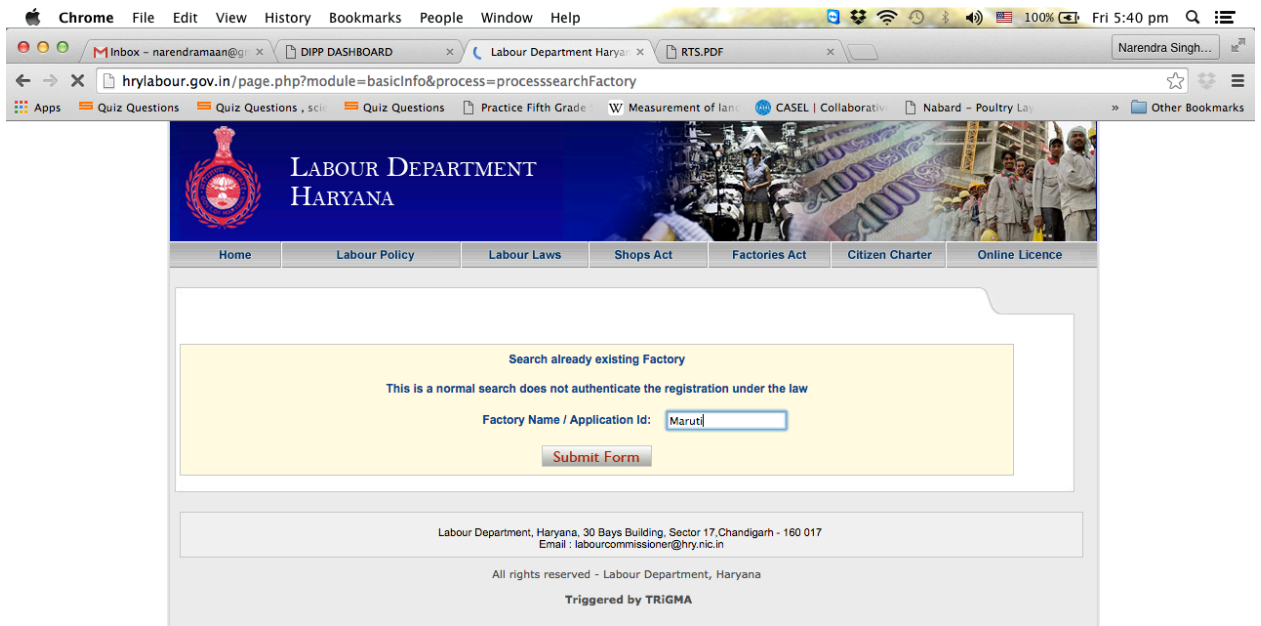 Chrome File Edit View History Bookmarks People Window Help 100% Fri 5:40 pm
Inbox – narendramaan@g DIPP DASHBOARD Labour Department Haryan RTS.PDF Narendra Singh...
hrylabour.gov.in/page.php?module=basicInfo&process=processsearchFactory
Apps Quiz Questions Quiz Questions , scie Quiz Questions Practice Fifth Grade Measurement of land CASEL | Collaborative Nabard – Poultry Lay » Other Bookmarks
LABOUR DEPARTMENT
HARYANA
Home Labour Policy Labour Laws Shops Act Factories Act Citizen Charter Online Licence
Search already existing Factory
This is a normal search does not authenticate the registration under the law
Factory Name / Application Id: Maruti
Submit Form
Labour Department, Haryana, 30 Bays Building, Sector 17,Chandigarh - 160 017
Email : labourcommissioner@hry.nic.in
All rights reserved - Labour Department, Haryana
Triggered by TRiGMA